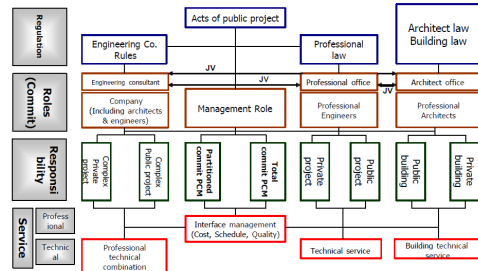 Regulation
Acts of public project
Architect law
Building law
Engineering Co.
Rules
Professional
law
JV
Roles
(Commit)
Engineering consultant
JV
Professional office
JV
Architect office
Company
(Including architects
& engineers)
Management Role
Professional
Engineers
Professional
Architects
Responsi
bility
Complex
Private
project
Complex
Public project
Partitioned
commit PCM
Total
commit PCM
Private
project
Public
project
Public
building
Private
building
Service
Profess
ional
Technic
al
Interface management
(Cost, Schedule, Quality)
Professional
technical
combination
Technical service
Building technical
service